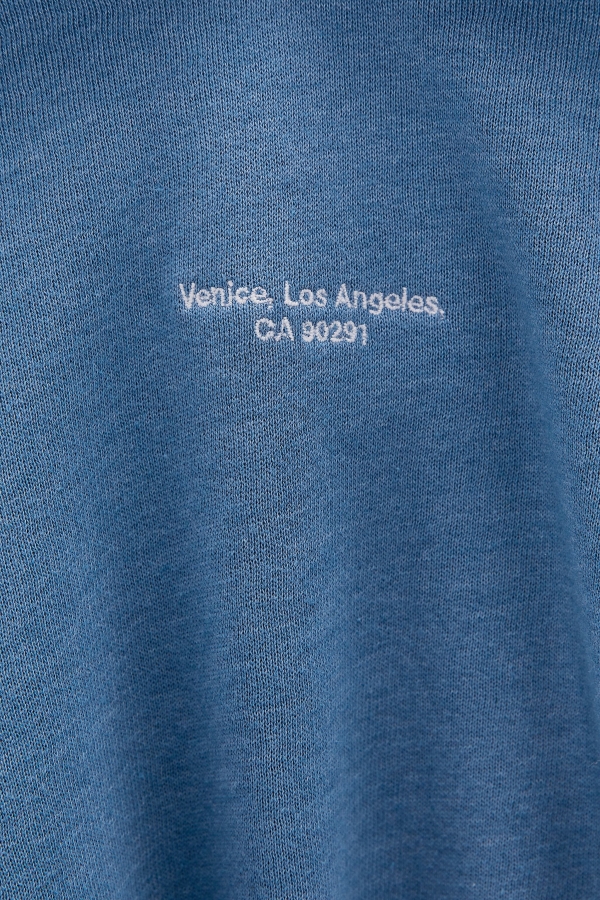 Venice, Los Angeles.
CA 90291